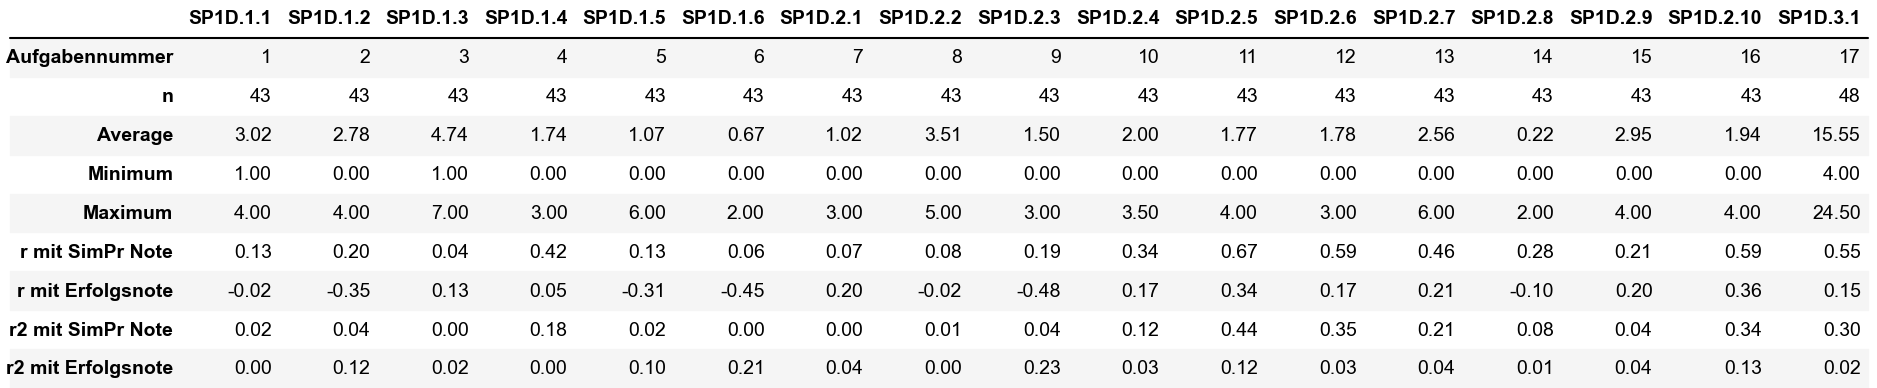 SP1D.1.1 SP1D.1.2 SP1D.1.3 SP1D.1.4 SP1D.1.5 SP1D.1.6 SP1D.2.1 SP1D.2.2 SP1D.2.3 SP1D.2.4 SP1D.2.5 SP1D.2.6 SP1D.2.7 SP1D.2.8 SP1D.2.9 SP1D.2.10 SP1D.3.1
Aufgabennummer 1 2 3 4 5 6 7 8 9 10 11 12 13 14 15 16 17
n 43 43 43 43 43 43 43 43 43 43 43 43 43 43 43 43 48
Average 3.02 2.78 4.74 1.74 1.07 0.67 1.02 3.51 1.50 2.00 1.77 1.78 2.56 0.22 2.95 1.94 15.55
Minimum 1.00 0.00 1.00 0.00 0.00 0.00 0.00 0.00 0.00 0.00 0.00 0.00 0.00 0.00 0.00 0.00 4.00
Maximum 4.00 4.00 7.00 3.00 6.00 2.00 3.00 5.00 3.00 3.50 4.00 3.00 6.00 2.00 4.00 4.00 24.50
r mit SimPr Note 0.13 0.20 0.04 0.42 0.13 0.06 0.07 0.08 0.19 0.34 0.67 0.59 0.46 0.28 0.21 0.59 0.55
r mit Erfolgsnote -0.02 -0.35 0.13 0.05 -0.31 -0.45 0.20 -0.02 -0.48 0.17 0.34 0.17 0.21 -0.10 0.20 0.36 0.15
r2 mit SimPr Note 0.02 0.04 0.00 0.18 0.02 0.00 0.00 0.01 0.04 0.12 0.44 0.35 0.21 0.08 0.04 0.34 0.30
r2 mit Erfolgsnote 0.00 0.12 0.02 0.00 0.10 0.21 0.04 0.00 0.23 0.03 0.12 0.03 0.04 0.01 0.04 0.13 0.02